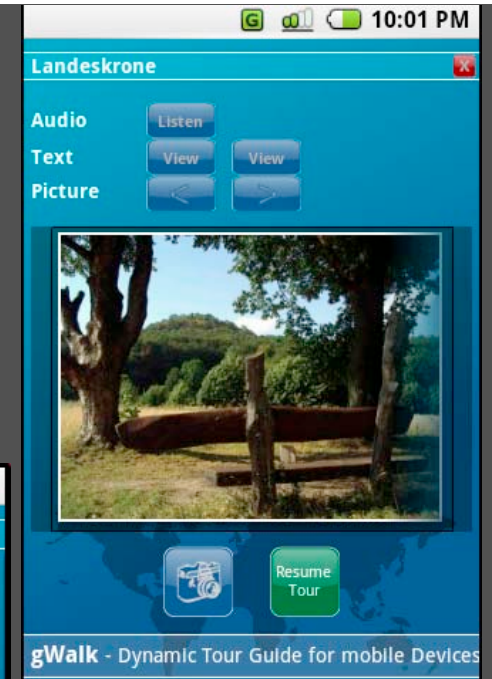 G 10:01 PM
Landeskrone X
Audio Listen
Text View View
Picture < >
Resume
Tour
gWalk - Dynamic Tour Guide for mobile Devices